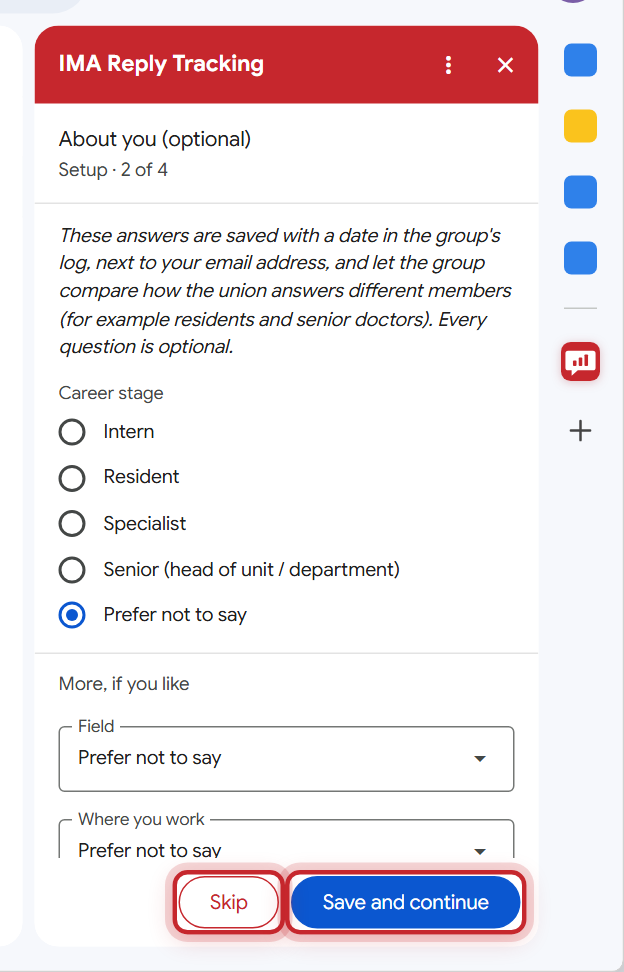 IMA Reply Tracking
About you (optional)
Setup · 2 of 4
These answers are saved with a date in the group's
log, next to your email address, and let the group
compare how the union answers different members
(for example residents and senior doctors). Every
question is optional.
Career stage
Intern
Resident
Specialist
Senior (head of unit / department)
Prefer not to say
More, if you like
Field
Prefer not to say
Where you work
Prefer not to say
Skip
Save and continue